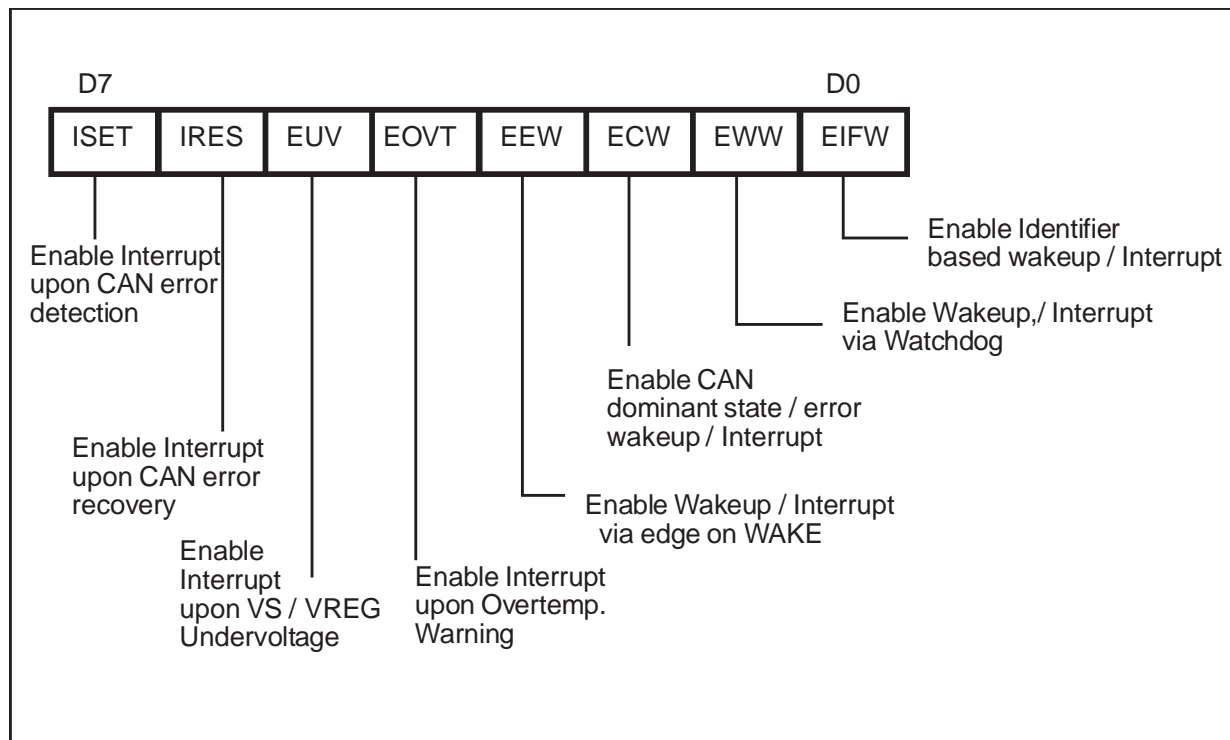 D7 D0
ISET IRES EUV EOVT EEW ECW EWW EIFW
Enable Identifier
based wakeup / Interrupt
Enable Interrupt
upon CAN error
detection
Enable Wakeup,/ Interrupt
via Watchdog
Enable CAN
dominant state / error
wakeup / Interrupt
Enable Interrupt
upon CAN error
recovery
Enable Wakeup / Interrupt
via edge on WAKE
Enable
Interrupt
upon VS / VREG
Undervoltage
Enable Interrupt
upon Overtemp.
Warning